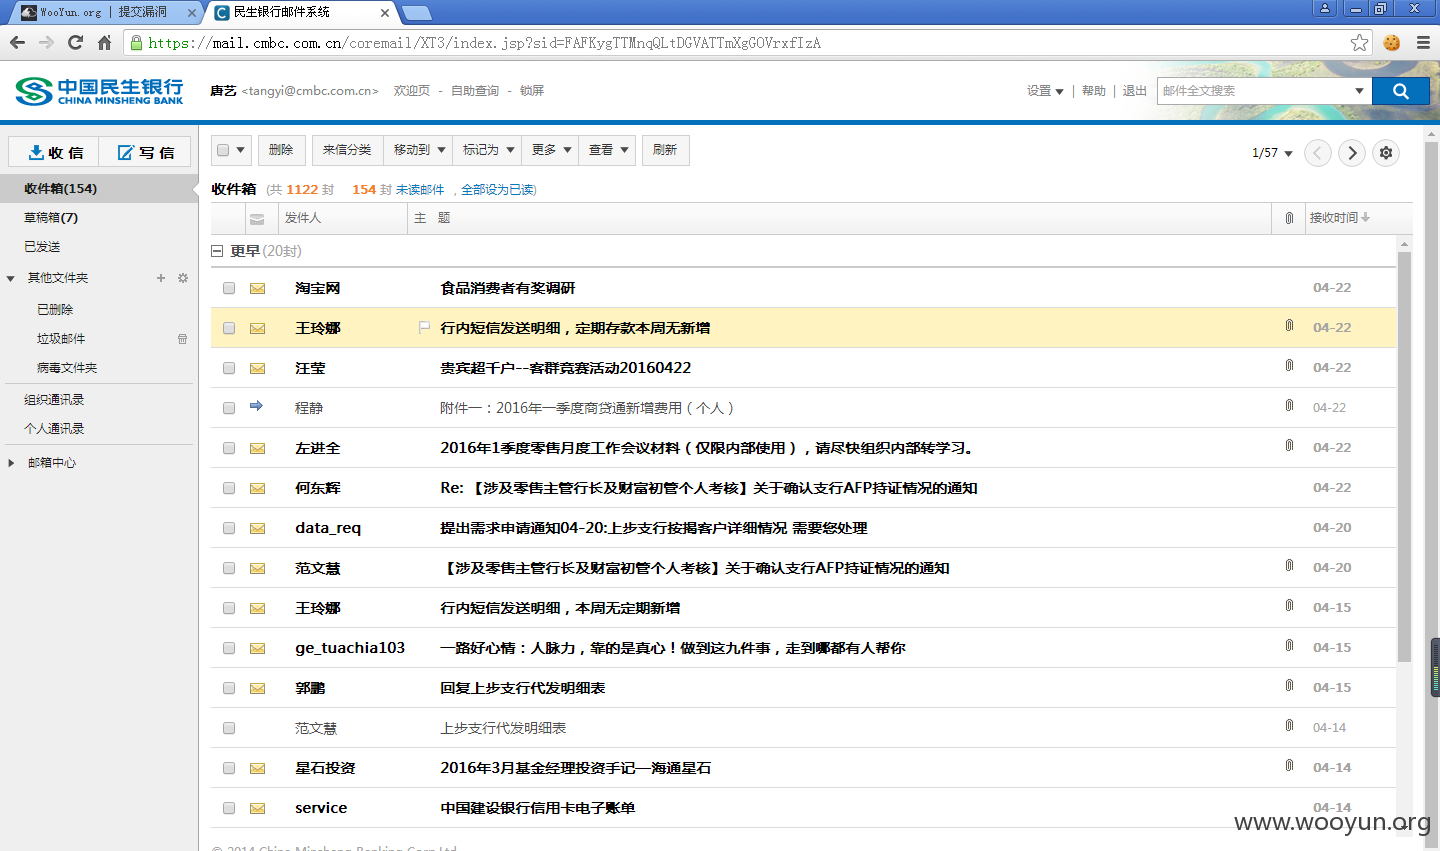 WooYun.org | 提交漏洞
民生银行邮件系统
https://mail.cmbc.com.cn/coremail/XT3/index.jsp?sid=FAFKygTTMnqQLtDGVATTmXgGOVrxfIzA
中国民生银行
CHINA MINSHENG BANK
唐艺 <tangyi@cmbc.com.cn> 欢迎页 - 自助查询 - 锁屏
设置 | 帮助 | 退出
邮件全文搜索
收 信 写 信
删除 来信分类 移动到 标记为 更多 查看 刷新
1/57
收件箱(154)
草稿箱(7)
已发送
其他文件夹
已删除
垃圾邮件
病毒文件夹
组织通讯录
个人通讯录
邮箱中心
收件箱 (共 1122 封 154 封 未读邮件 ，全部设为已读)
发件人 主 题 接收时间
更早(20封)
淘宝网 食品消费者有奖调研 04-22
王玲娜 行内短信发送明细，定期存款本周无新增 04-22
汪莹 贵宾超千户--客群竞赛活动20160422 04-22
程静 附件一：2016年一季度商贷通新增费用（个人） 04-22
左进全 2016年1季度零售月度工作会议材料（仅限内部使用），请尽快组织内部转学习。 04-22
何东辉 Re: 【涉及零售主管行长及财富初管个人考核】关于确认支行AFP持证情况的通知 04-22
data_req 提出需求申请通知04-20:上步支行按揭客户详细情况 需要您处理 04-20
范文慧 【涉及零售主管行长及财富初管个人考核】关于确认支行AFP持证情况的通知 04-20
王玲娜 行内短信发送明细，本周无定期新增 04-15
ge_tuachia103 一路好心情：人脉力，靠的是真心！做到这九件事，走到哪都有人帮你 04-15
郭鹏 回复上步支行代发明细表 04-15
范文慧 上步支行代发明细表 04-14
星石投资 2016年3月基金经理投资手记—海通星石 04-14
service 中国建设银行信用卡电子账单 04-14
www.wooyun.org
© 2014 China Minsheng Banking Corp.Ltd